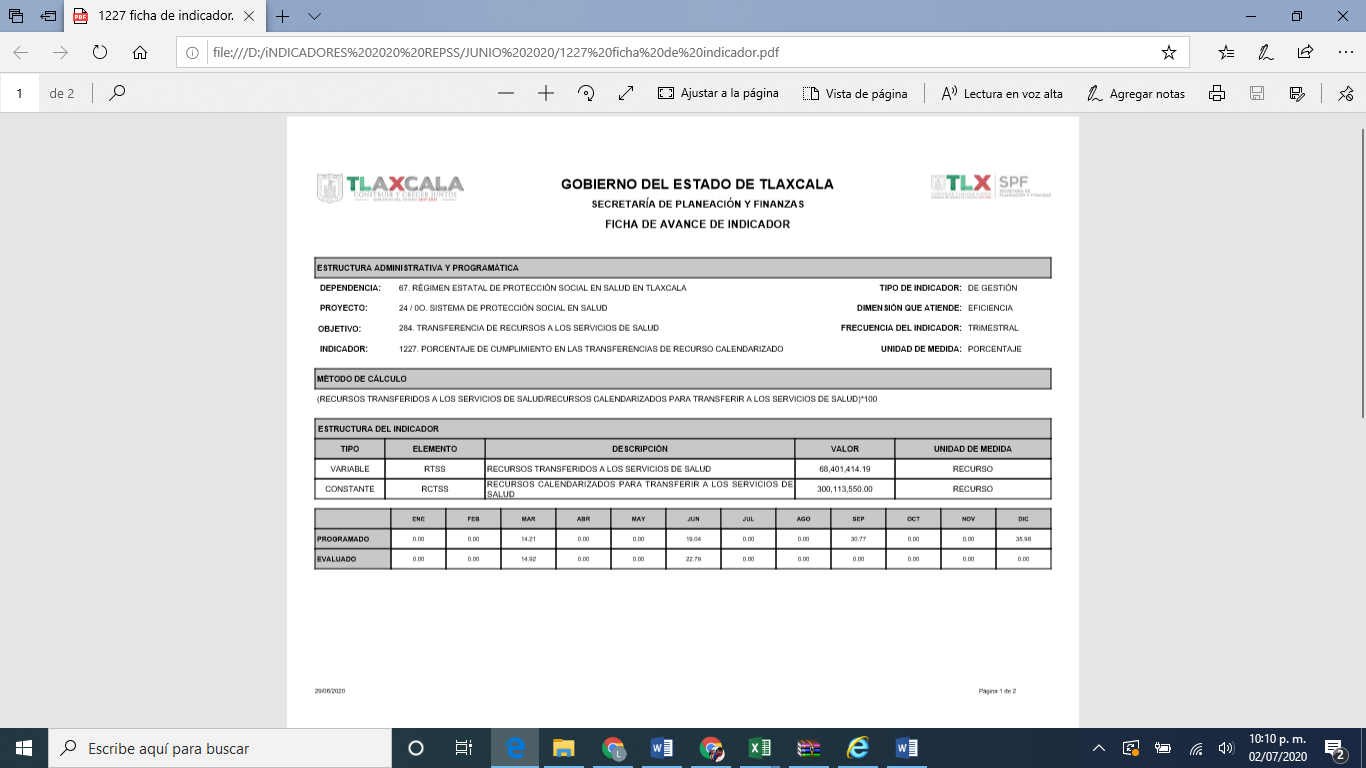 1227 ficha de indicador.
file:///D:/iNDICADORES%202020%20REPSS/JUNIO%202020/1227%20ficha%20de%20indicador.pdf
1 de 2 Ajustar a la página Vista de página Lectura en voz alta Agregar notas
TLAXCALA
CONSTRUIR Y CRECER JUNTOS
GOBIERNO DEL ESTADO DE TLAXCALA
SECRETARÍA DE PLANEACIÓN Y FINANZAS
FICHA DE AVANCE DE INDICADOR
TLX SPF
SECRETARÍA DE
PLANEACIÓN Y FINANZAS
ESTRUCTURA ADMINISTRATIVA Y PROGRAMÁTICA
DEPENDENCIA: 67. RÉGIMEN ESTATAL DE PROTECCIÓN SOCIAL EN SALUD EN TLAXCALA TIPO DE INDICADOR: DE GESTIÓN
PROYECTO: 24 / 0O. SISTEMA DE PROTECCIÓN SOCIAL EN SALUD DIMENSIÓN QUE ATIENDE: EFICIENCIA
OBJETIVO: 284. TRANSFERENCIA DE RECURSOS A LOS SERVICIOS DE SALUD FRECUENCIA DEL INDICADOR: TRIMESTRAL
INDICADOR: 1227. PORCENTAJE DE CUMPLIMIENTO EN LAS TRANSFERENCIAS DE RECURSO CALENDARIZADO UNIDAD DE MEDIDA: PORCENTAJE
MÉTODO DE CÁLCULO
(RECURSOS TRANSFERIDOS A LOS SERVICIOS DE SALUD/RECURSOS CALENDARIZADOS PARA TRANSFERIR A LOS SERVICIOS DE SALUD)*100
ESTRUCTURA DEL INDICADOR
TIPO ELEMENTO DESCRIPCIÓN VALOR UNIDAD DE MEDIDA
VARIABLE RTSS RECURSOS TRANSFERIDOS A LOS SERVICIOS DE SALUD 68,401,414.19 RECURSO
CONSTANTE RCTSS RECURSOS CALENDARIZADOS PARA TRANSFERIR A LOS SERVICIOS DE SALUD 300,113,550.00 RECURSO
ENE FEB MAR ABR MAY JUN JUL AGO SEP OCT NOV DIC
PROGRAMADO 0.00 0.00 14.21 0.00 0.00 19.04 0.00 0.00 30.77 0.00 0.00 35.98
EVALUADO 0.00 0.00 14.92 0.00 0.00 22.79 0.00 0.00 0.00 0.00 0.00 0.00
29/06/2020 Página 1 de 2
Escribe aquí para buscar
10:10 p. m.
02/07/2020
2